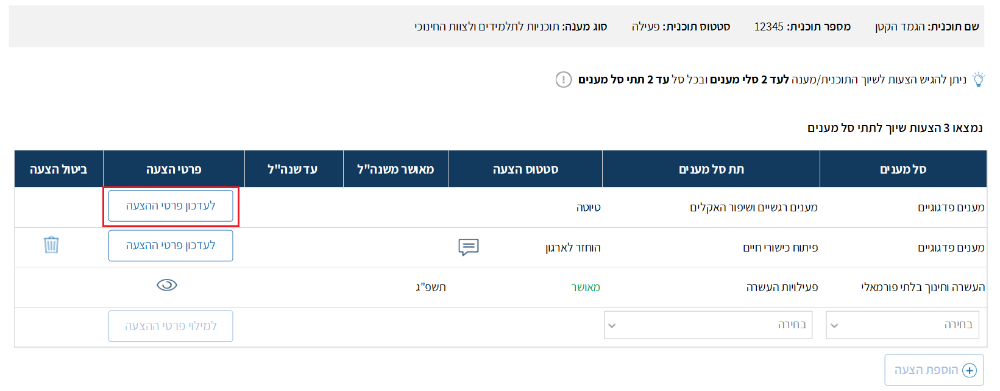 שם תוכנית: הגמד הקטן מספר תוכנית: 12345 סטטוס תוכנית: פעילה סוג מענה: תוכניות לתלמידים ולצוות החינוכי
ניתן להגיש הצעות לשיוך התוכנית/מענה לעד 2 סלי מענים ובכל סל עד 2 תתי סל מענים
נמצאו 3 הצעות שיוך לתתי סל מענים
סל מענים תת סל מענים סטטוס הצעה מאושר משנה"ל עד שנה"ל פרטי הצעה ביטול הצעה
מענים פדגוגיים מענים רגשיים ושיפור האקלים טיוטה לעדכון פרטי ההצעה
מענים פדגוגיים פיתוח כישורי חיים הוחזר לארגון לעדכון פרטי ההצעה
העשרה וחינוך בלתי פורמאלי פעילויות העשרה מאושר תשפ"ג
בחירה בחירה למילוי פרטי ההצעה
הוספת הצעה